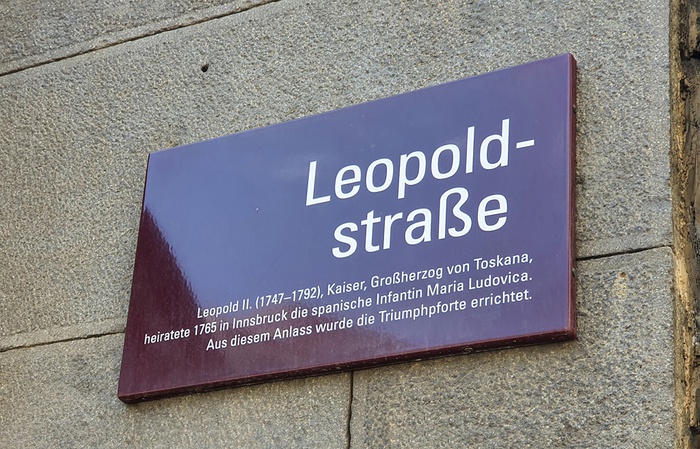 Leopold-
straße
Leopold II. (1747–1792), Kaiser, Großherzog von Toskana,
heiratete 1765 in Innsbruck die spanische Infantin Maria Ludovica.
Aus diesem Anlass wurde die Triumphpforte errichtet.